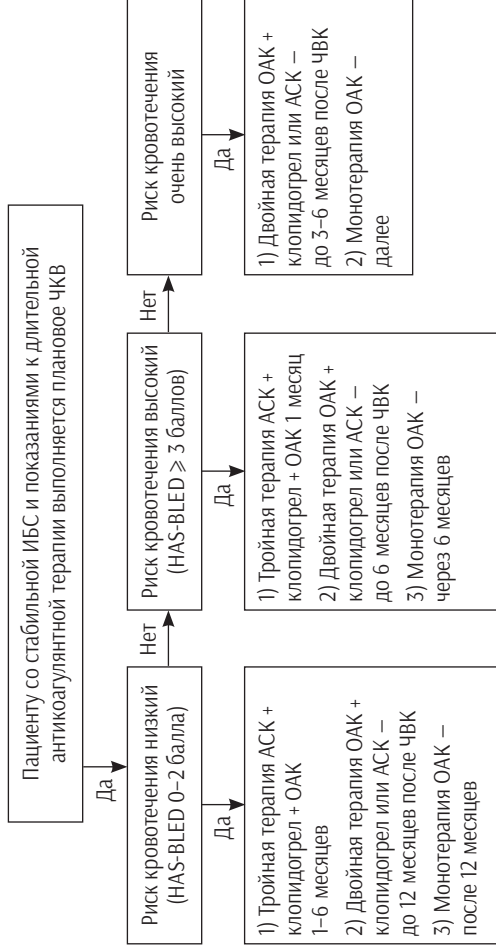 Пациенту со стабильной ИБС и показаниями к длительной
антикоагулянтной терапии выполняется плановое ЧКВ
Да
Риск кровотечения низкий
(HAS-BLED 0–2 балла)
Нет
Риск кровотечения высокий
(HAS-BLED ⩾ 3 баллов)
Нет
Риск кровотечения
очень высокий
Да
Да
Да
1) Тройная терапия АСК +
клопидогрел + ОАК
1–6 месяцев
2) Двойная терапия ОАК +
клопидогрел или АСК —
до 12 месяцев после ЧВК
3) Монотерапия ОАК —
после 12 месяцев
1) Тройная терапия АСК +
клопидогрел + ОАК 1 месяц
2) Двойная терапия ОАК +
клопидогрел или АСК —
до 6 месяцев после ЧВК
3) Монотерапия ОАК —
через 6 месяцев
1) Двойная терапия ОАК +
клопидогрел или АСК —
до 3–6 месяцев после ЧВК
2) Монотерапия ОАК —
далее